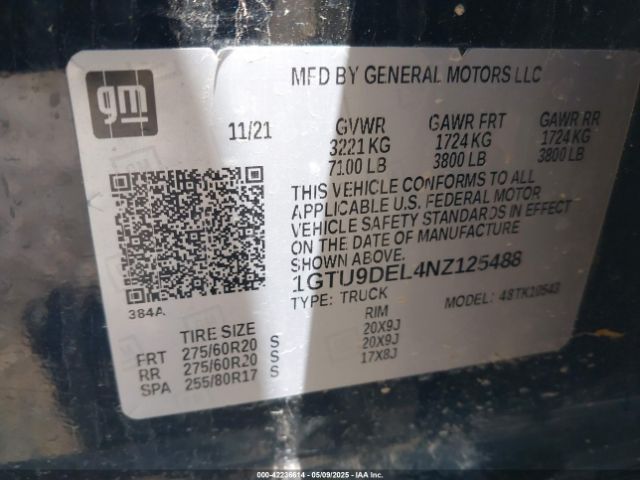 gm
MFD BY GENERAL MOTORS LLC
11/21 GVWR GAWR FRT GAWR RR
3221 KG 1724 KG 1724 KG
7100 LB 3800 LB 3800 LB
THIS VEHICLE CONFORMS TO ALL
APPLICABLE U.S. FEDERAL MOTOR
VEHICLE SAFETY STANDARDS IN EFFECT
ON THE DATE OF MANUFACTURE
SHOWN ABOVE.
1GTU9DEL4NZ125488
TYPE: TRUCK MODEL: 48TK10543
384A
TIRE SIZE RIM
FRT 275/60R20 S 20X9J
RR 275/60R20 S 20X9J
SPA 255/80R17 S 17X8J
000-42236614 - 05/09/2025 - IAAI.COM